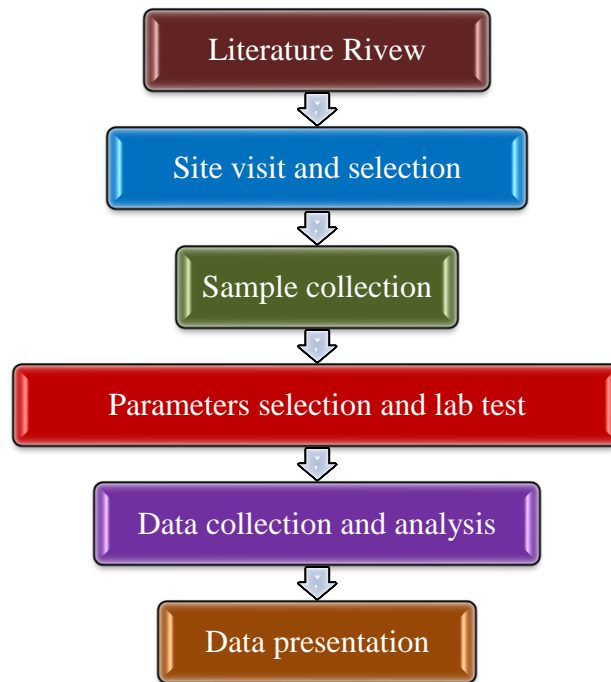 Literature Rivew
Site visit and selection
Sample collection
Parameters selection and lab test
Data collection and analysis
Data presentation